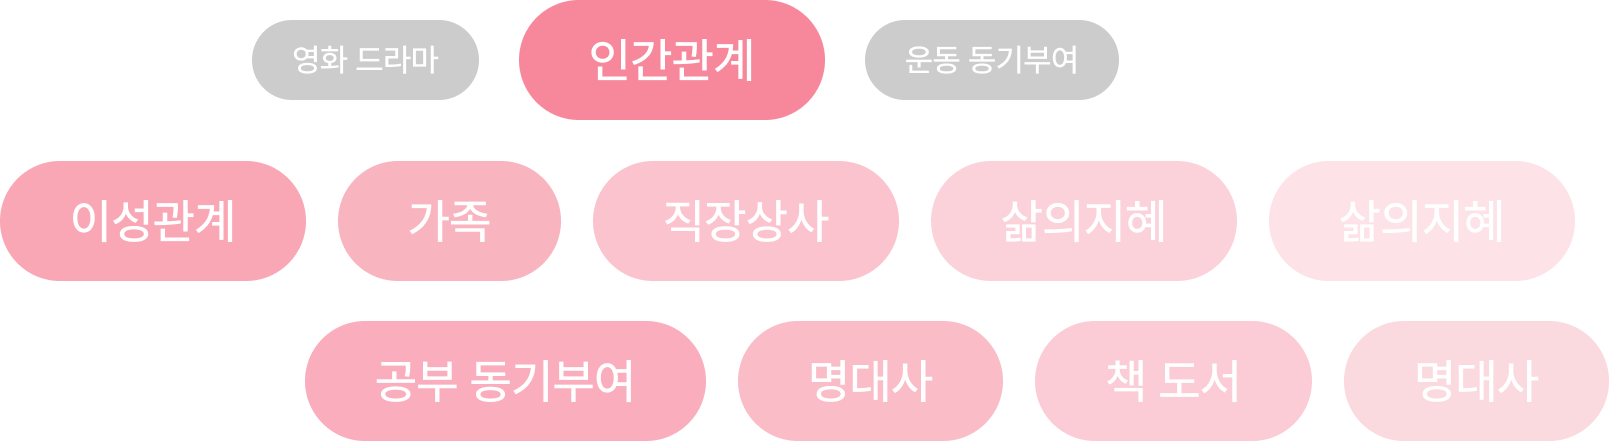 영화 드라마 인간관계 운동 동기부여
이성관계 가족 직장상사 삶의지혜 삶의지혜
공부 동기부여 명대사 책 도서 명대사